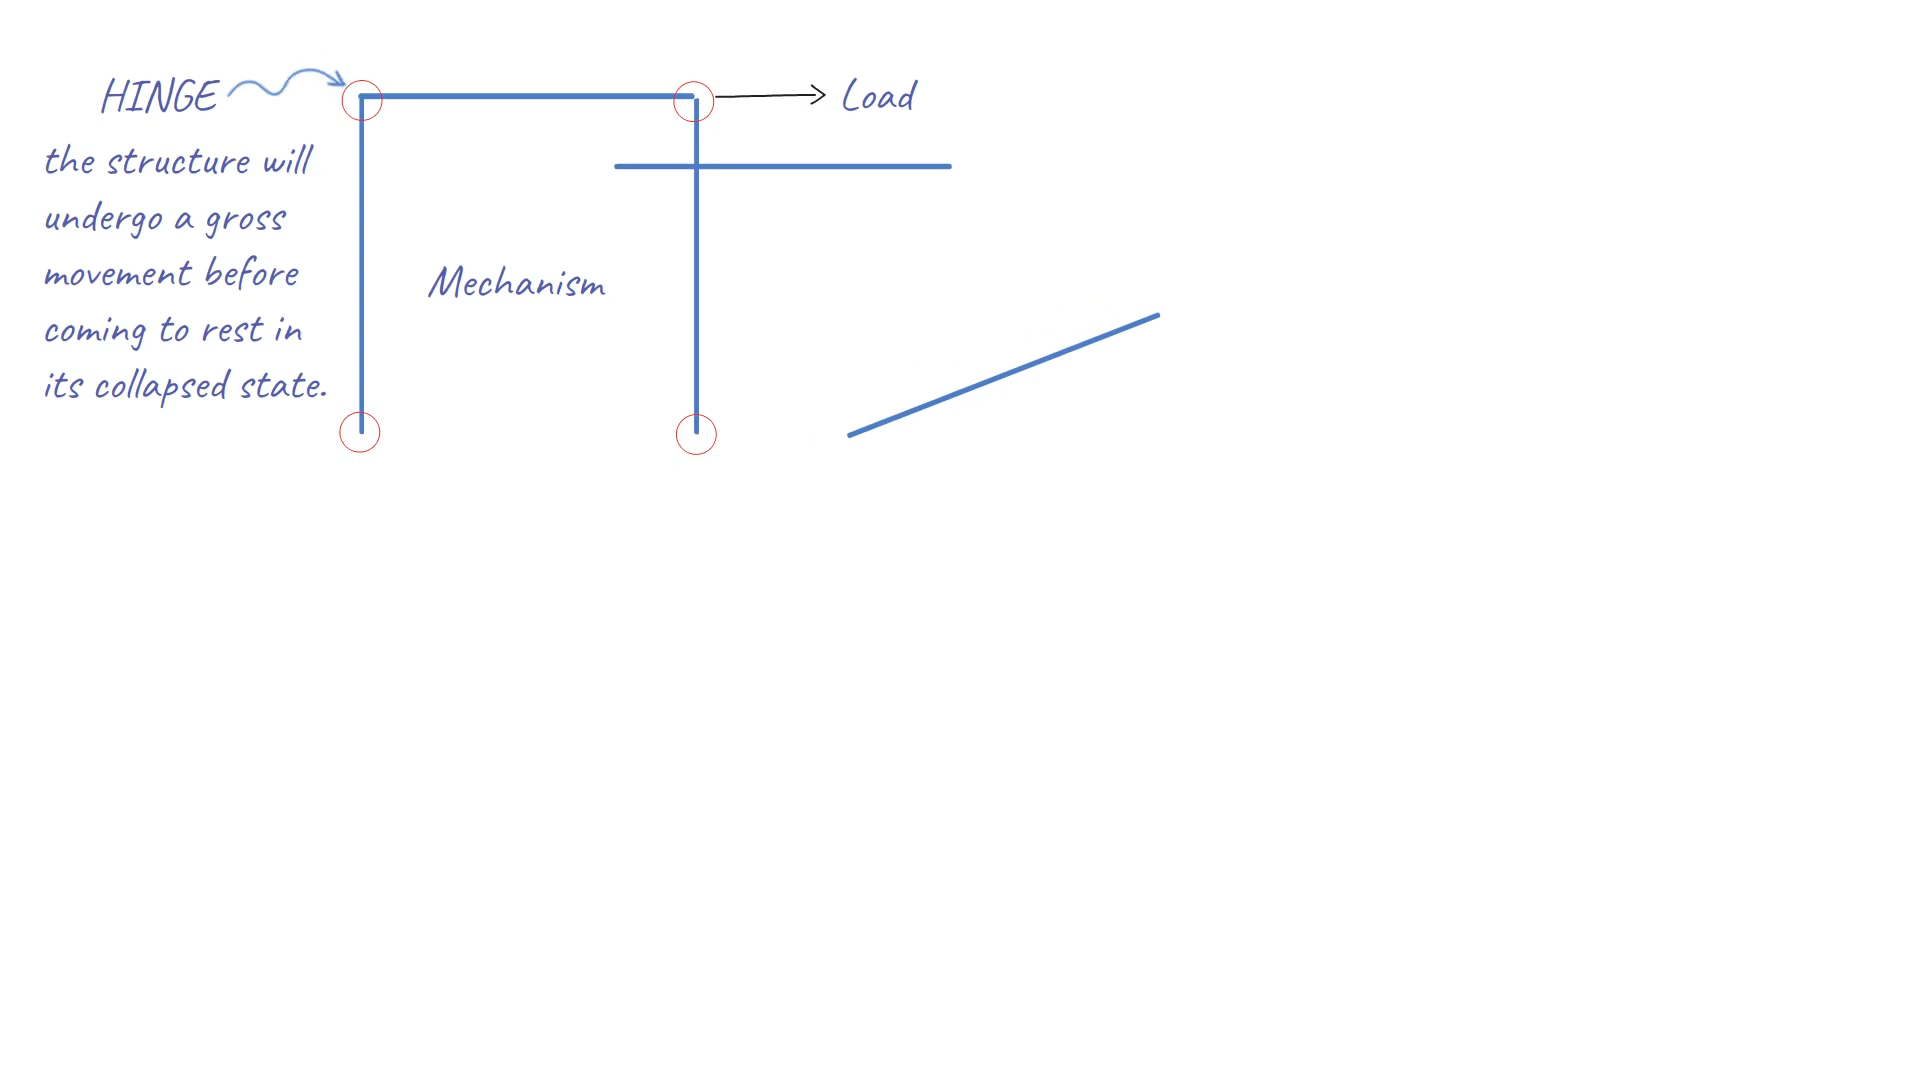 HINGE
Load
the structure will
undergo a gross
movement before
coming to rest in
its collapsed state.
Mechanism